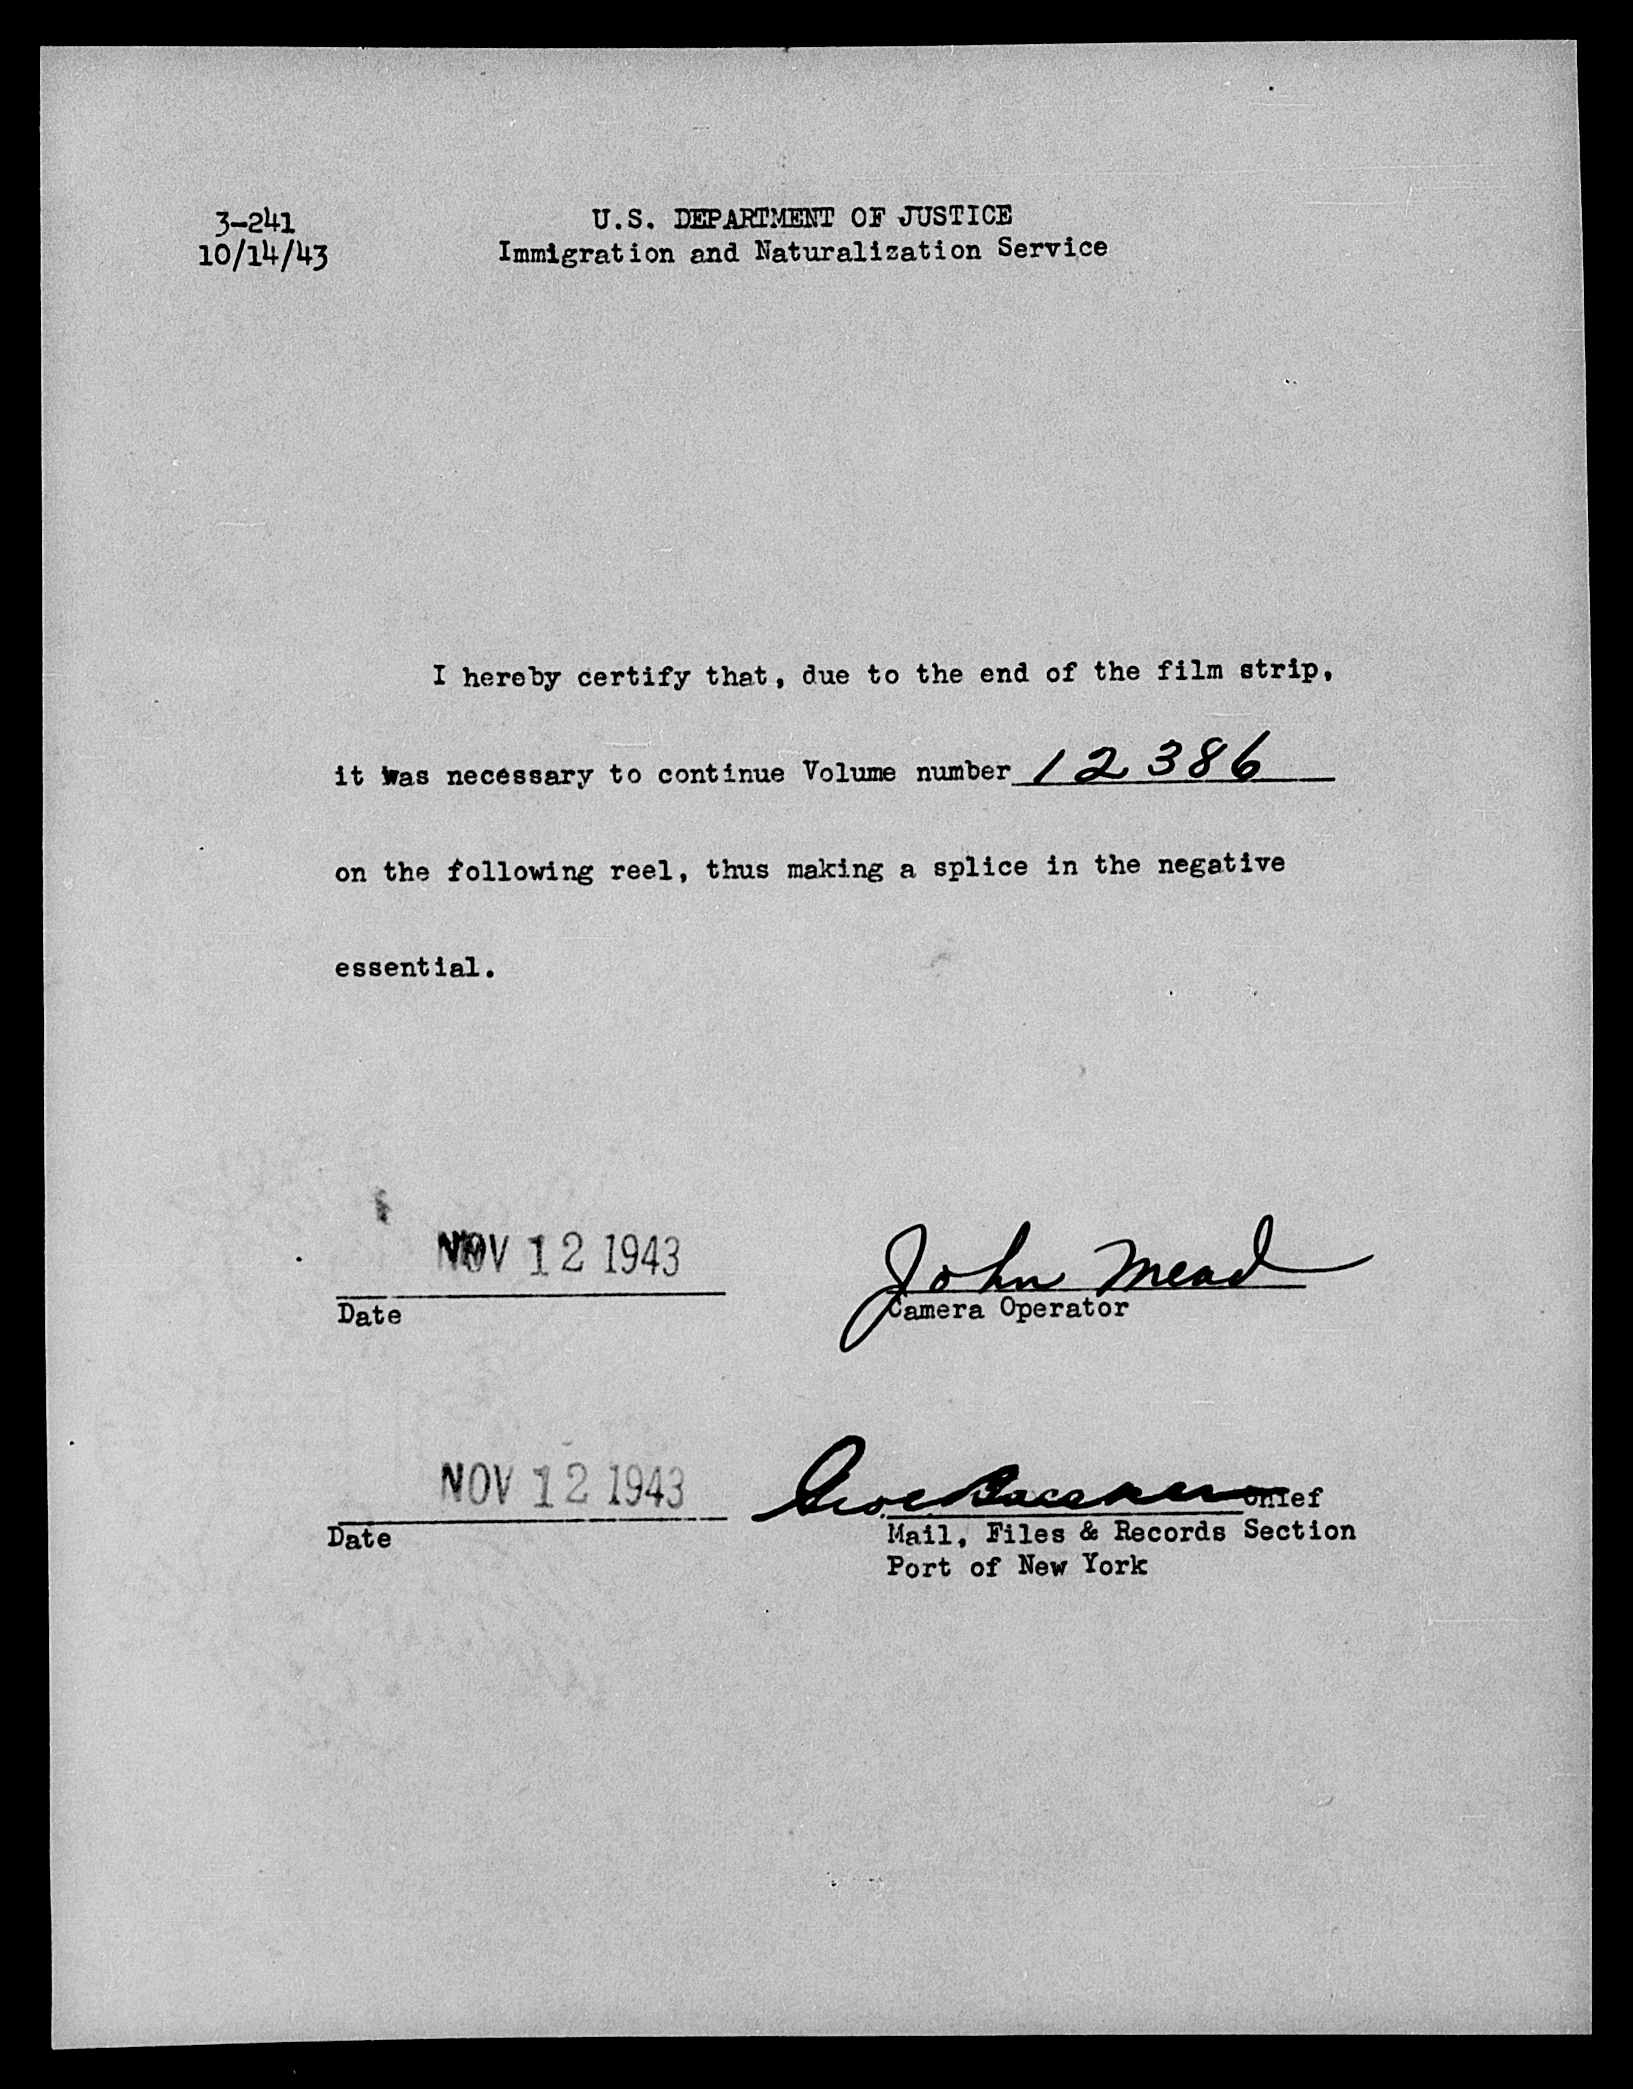 3-241
10/14/43
U.S. DEPARTMENT OF JUSTICE
Immigration and Naturalization Service
I hereby certify that, due to the end of the film strip,
it was necessary to continue Volume number 12386
on the following reel, thus making a splice in the negative
essential.
NOV 12 1943
Date
John Mead
Camera Operator
NOV 12 1943
Date
Chief
Mail, Files & Records Section
Port of New York